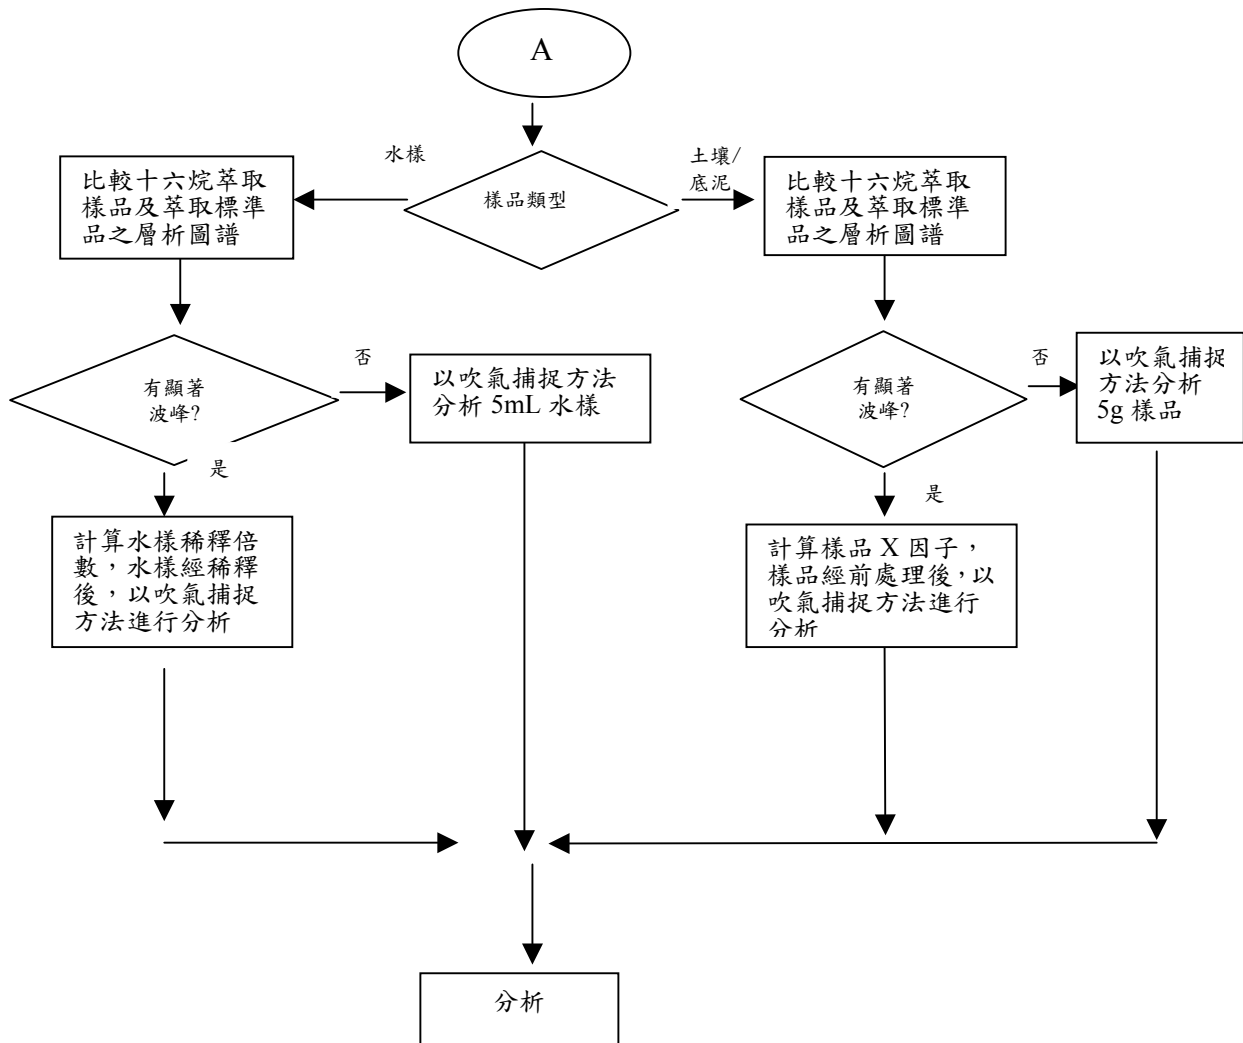 A
水樣
土壤/
底泥
樣品類型
比較十六烷萃取
樣品及萃取標準
品之層析圖譜
比較十六烷萃取
樣品及萃取標準
品之層析圖譜
有顯著
波峰?
否
以吹氣捕捉方法
分析 5mL 水樣
有顯著
波峰?
否
以吹氣捕捉
方法分析
5g 樣品
是
是
計算水樣稀釋倍
數，水樣經稀釋
後，以吹氣捕捉
方法進行分析
計算樣品 X 因子，
樣品經前處理後，以
吹氣捕捉方法進行
分析
分析